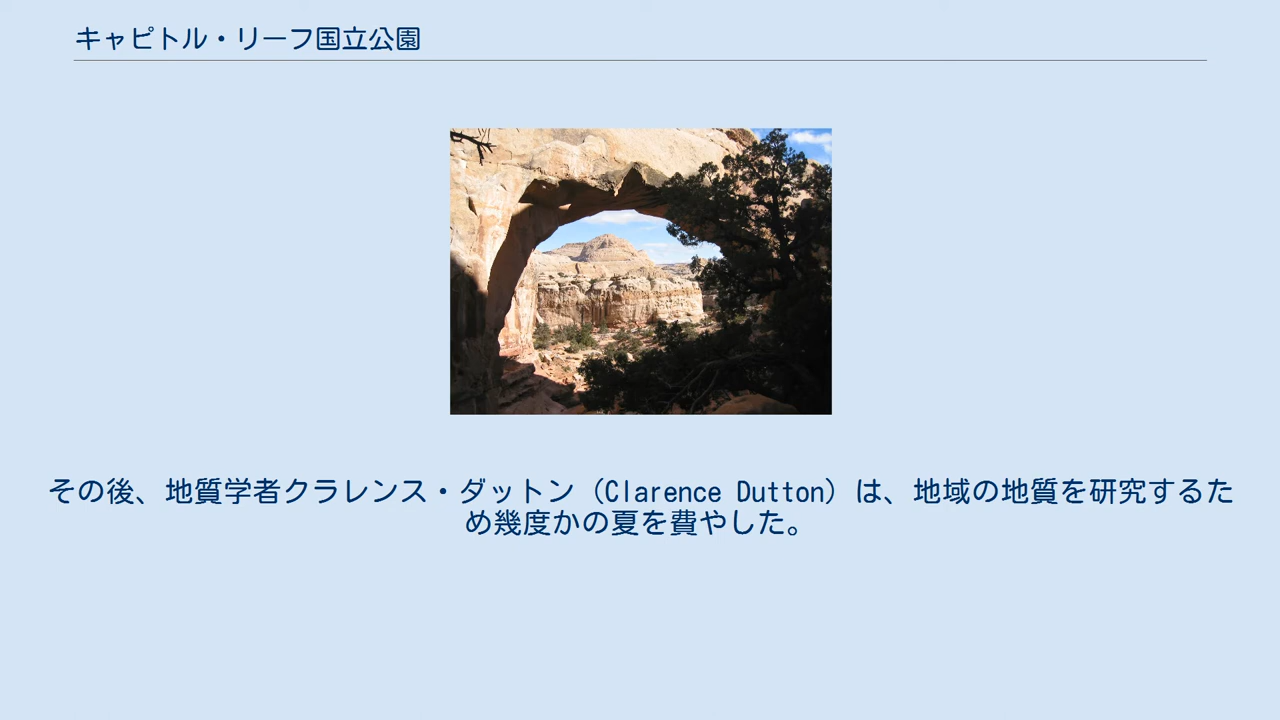 キャピトル・リーフ国立公園
その後、地質学者クラレンス・ダットン（Clarence Dutton）は、地域の地質を研究するた
め幾度かの夏を費やした。